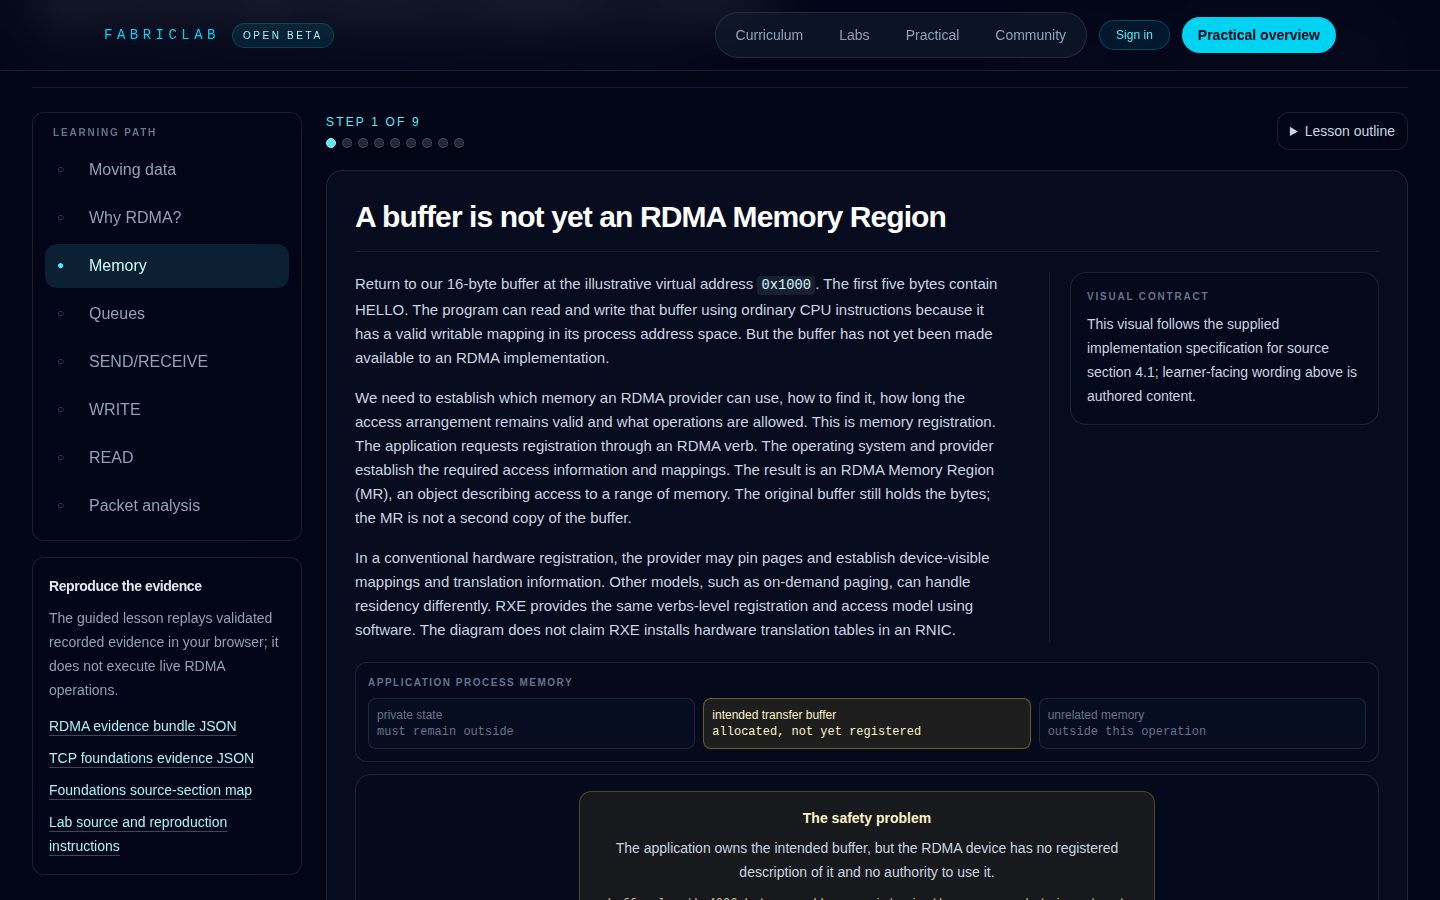 FABRICLAB
OPEN BETA
Curriculum
Labs
Practical
Community
Sign in
Practical overview
LEARNING PATH
Moving data
Why RDMA?
Memory
Queues
SEND/RECEIVE
WRITE
READ
Packet analysis
Reproduce the evidence
The guided lesson replays validated
recorded evidence in your browser; it
does not execute live RDMA
operations.
RDMA evidence bundle JSON
TCP foundations evidence JSON
Foundations source-section map
Lab source and reproduction
instructions
STEP 1 OF 9
▶ Lesson outline
A buffer is not yet an RDMA Memory Region
Return to our 16-byte buffer at the illustrative virtual address 0x1000. The first five bytes contain
HELLO. The program can read and write that buffer using ordinary CPU instructions because it
has a valid writable mapping in its process address space. But the buffer has not yet been made
available to an RDMA implementation.
We need to establish which memory an RDMA provider can use, how to find it, how long the
access arrangement remains valid and what operations are allowed. This is memory registration.
The application requests registration through an RDMA verb. The operating system and provider
establish the required access information and mappings. The result is an RDMA Memory Region
(MR), an object describing access to a range of memory. The original buffer still holds the bytes;
the MR is not a second copy of the buffer.
In a conventional hardware registration, the provider may pin pages and establish device-visible
mappings and translation information. Other models, such as on-demand paging, can handle
residency differently. RXE provides the same verbs-level registration and access model using
software. The diagram does not claim RXE installs hardware translation tables in an RNIC.
VISUAL CONTRACT
This visual follows the supplied
implementation specification for source
section 4.1; learner-facing wording above is
authored content.
APPLICATION PROCESS MEMORY
private state
must remain outside
intended transfer buffer
allocated, not yet registered
unrelated memory
outside this operation
The safety problem
The application owns the intended buffer, but the RDMA device has no registered
description of it and no authority to use it.